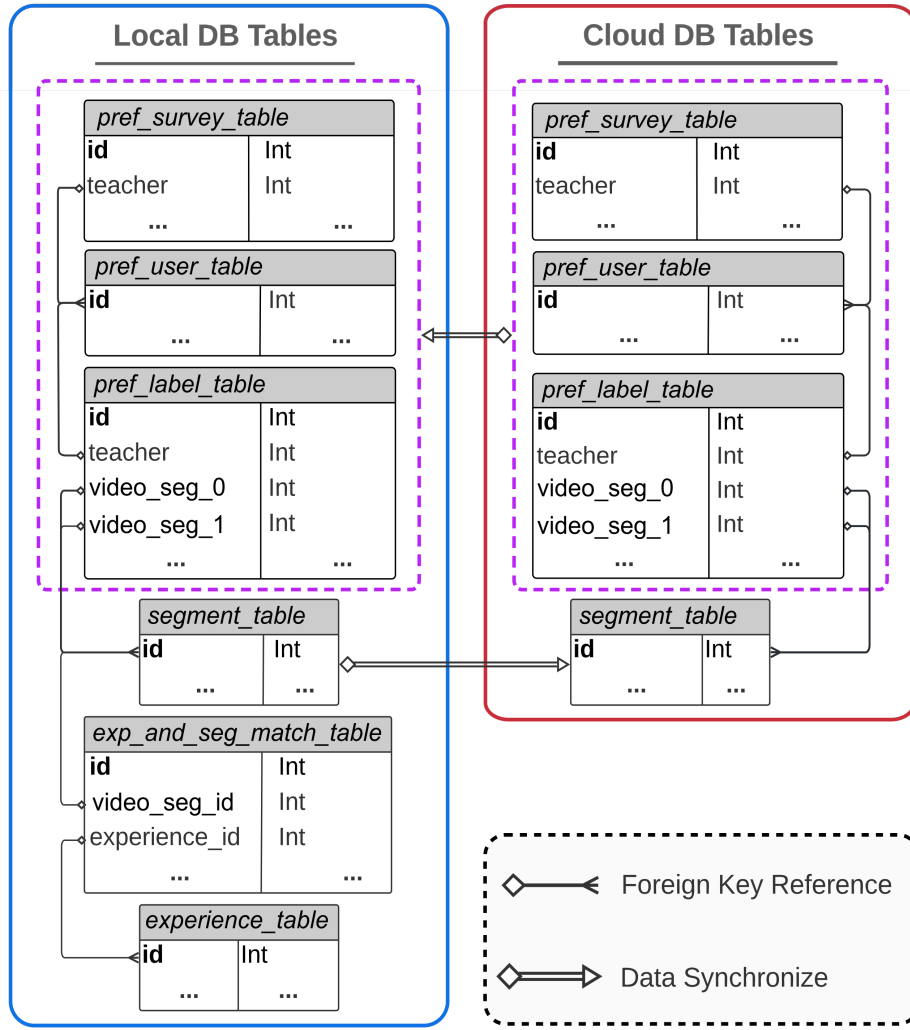 Local DB Tables
pref_survey_table
id Int
teacher Int
... ...
pref_user_table
id Int
... ...
pref_label_table
id Int
teacher Int
video_seg_0 Int
video_seg_1 Int
... ...
segment_table
id Int
... ...
exp_and_seg_match_table
id Int
video_seg_id Int
experience_id Int
... ...
experience_table
id Int
... ...
Cloud DB Tables
pref_survey_table
id Int
teacher Int
... ...
pref_user_table
id Int
... ...
pref_label_table
id Int
teacher Int
video_seg_0 Int
video_seg_1 Int
... ...
segment_table
id Int
... ...
Foreign Key Reference
Data Synchronize